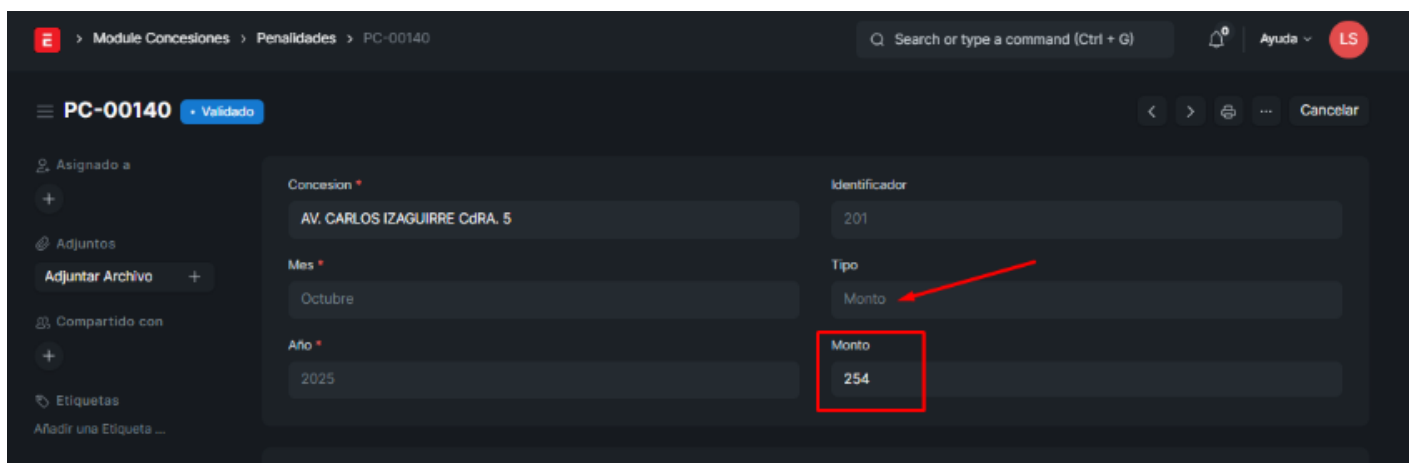 E > Module Concesiones > Penalidades > PC-00140
Search or type a command (Ctrl + G)
Ayuda
LS
PC-00140 • Validado
... Cancelar
Asignado a
+
Adjuntos
Adjuntar Archivo +
Compartido con
+
Etiquetas
Añadir una Etiqueta ...
Concesion *
AV. CARLOS IZAGUIRRE CdRA. 5
Identificador
201
Mes *
Octubre
Tipo
Monto
Año *
2025
Monto
254